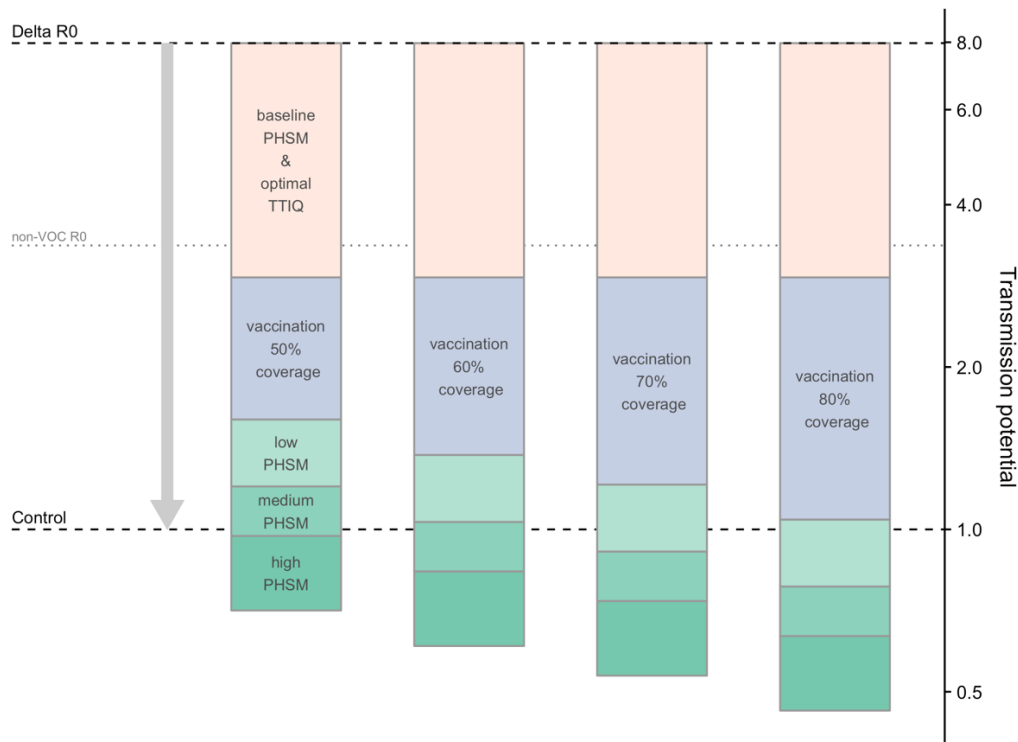 Delta R0
8.0
baseline
PHSM
&
optimal
TTIQ
6.0
4.0
non-VOC R0
vaccination
50%
coverage
vaccination
60%
coverage
vaccination
70%
coverage
vaccination
80%
coverage
2.0
low
PHSM
medium
PHSM
Control
1.0
high
PHSM
0.5
Transmission potential